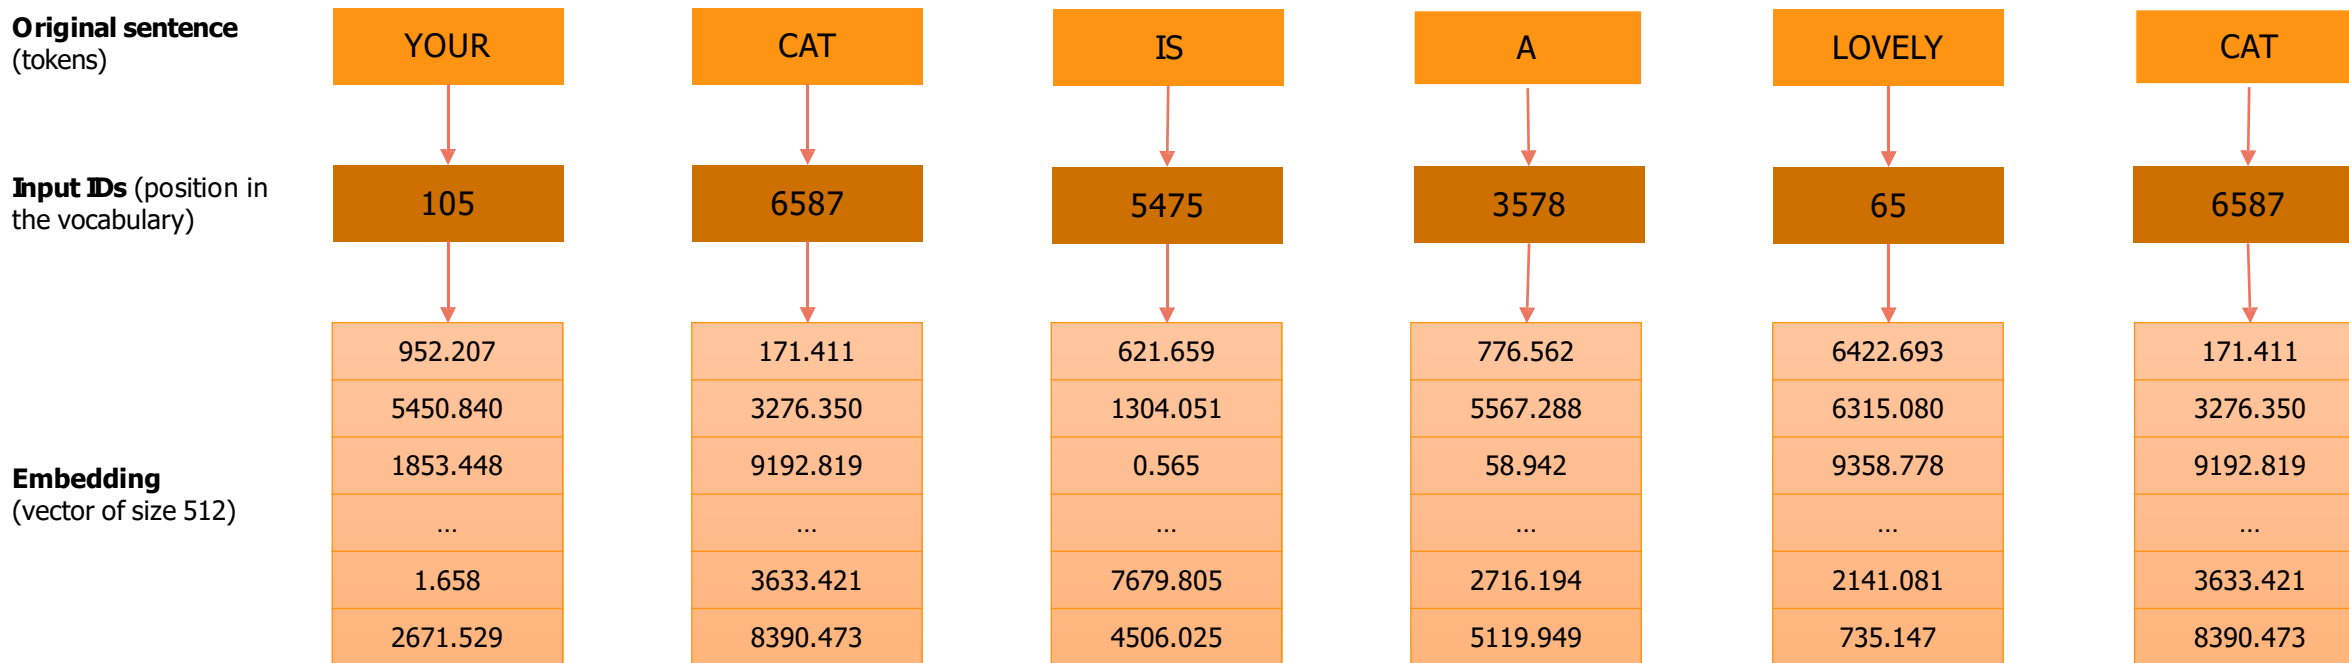 Original sentence
(tokens)
YOUR CAT IS A LOVELY CAT
Input IDs (position in
the vocabulary)
105 6587 5475 3578 65 6587
952.207 171.411 621.659 776.562 6422.693 171.411
5450.840 3276.350 1304.051 5567.288 6315.080 3276.350
1853.448 9192.819 0.565 58.942 9358.778 9192.819
Embedding
(vector of size 512)
... ... ... ... ... ...
1.658 3633.421 7679.805 2716.194 2141.081 3633.421
2671.529 8390.473 4506.025 5119.949 735.147 8390.473